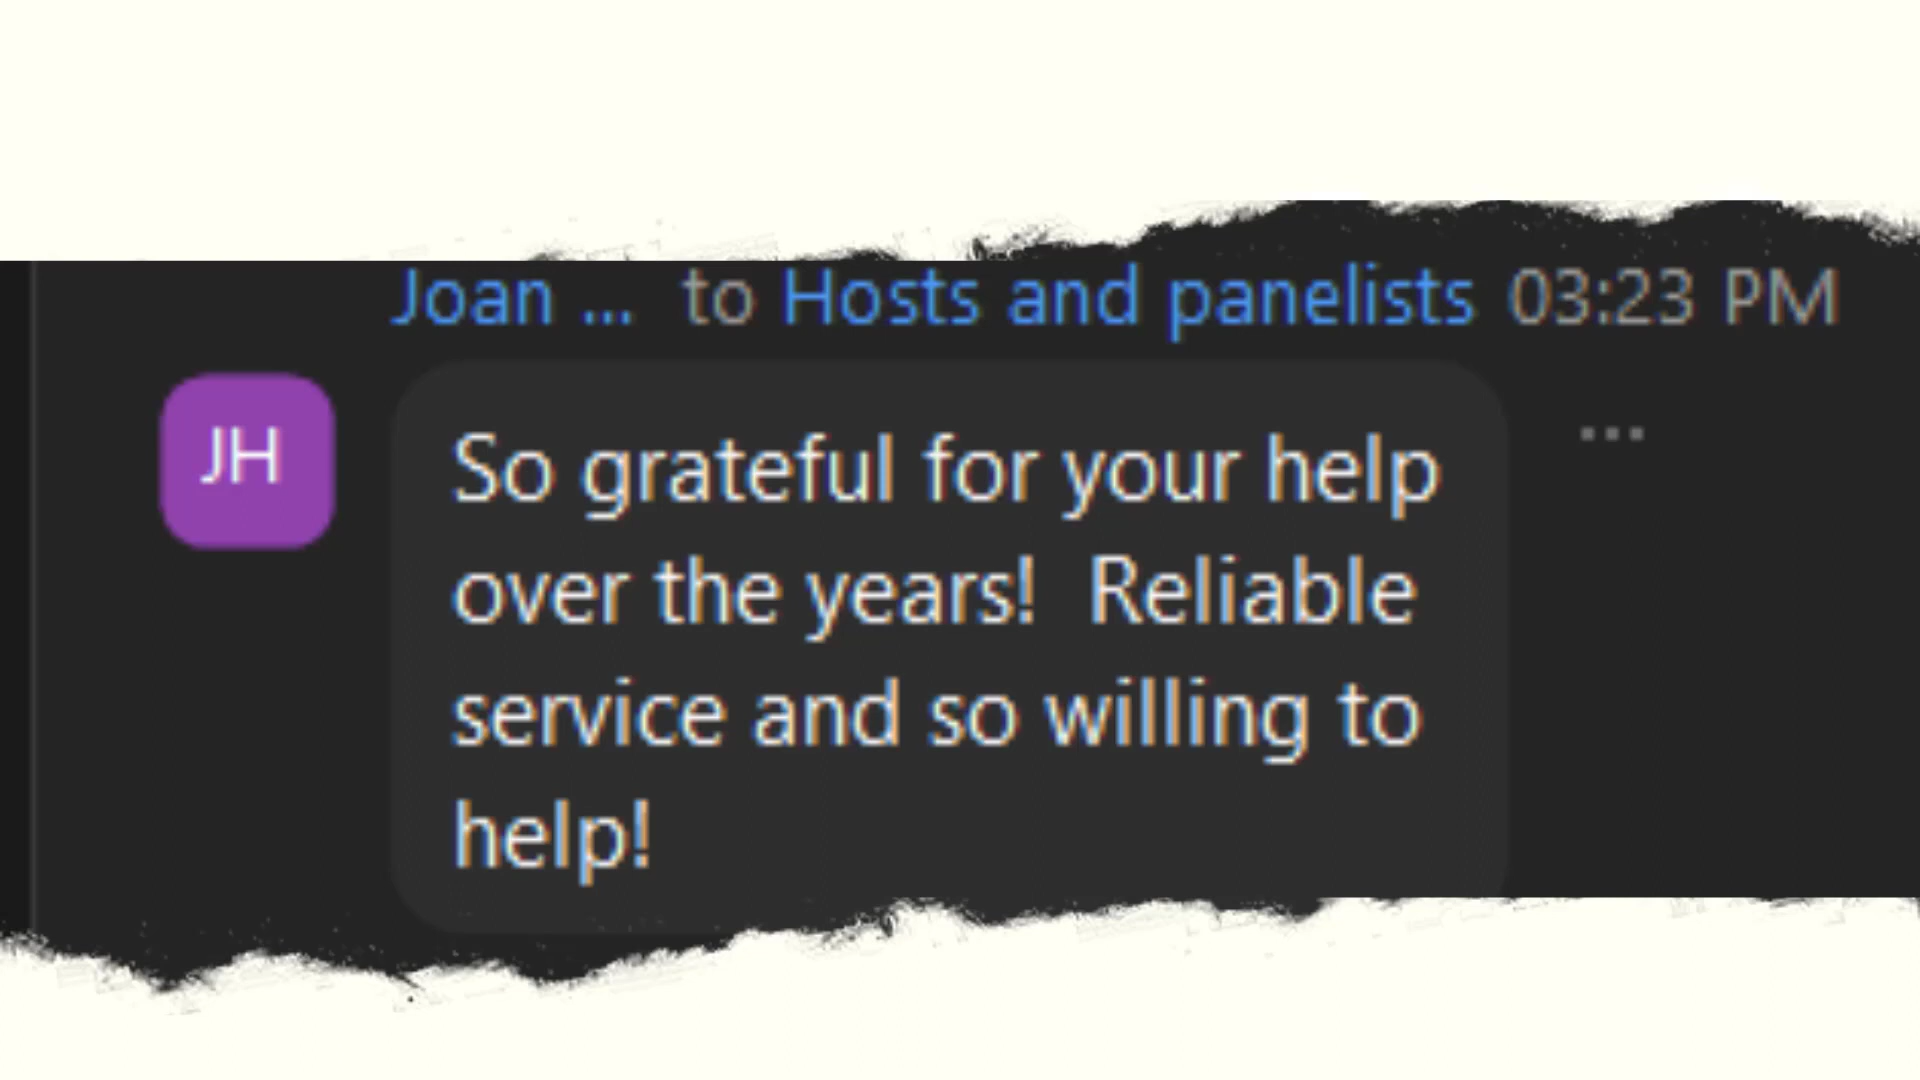 Joan ... to Hosts and panelists 03:23 PM
JH
So grateful for your help
over the years!  Reliable
service and so willing to
help!